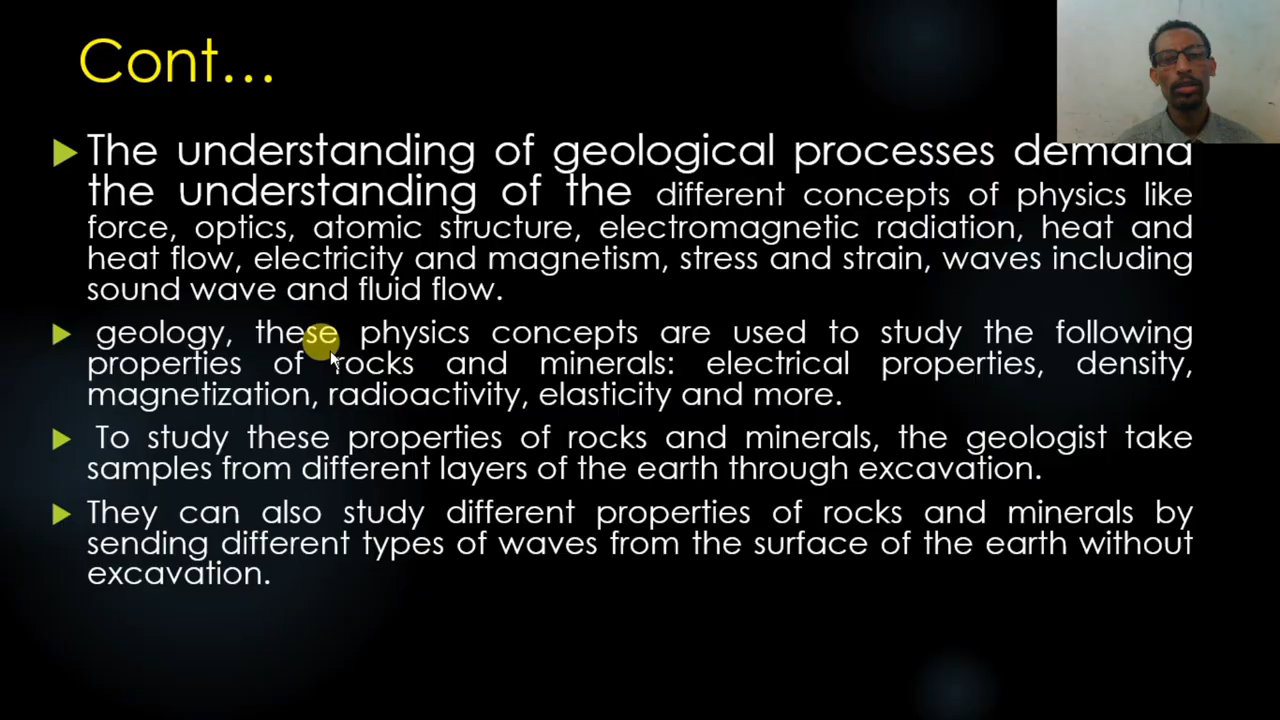 Cont...
The understanding of geological processes demand
the understanding of the different concepts of physics like
force, optics, atomic structure, electromagnetic radiation, heat and
heat flow, electricity and magnetism, stress and strain, waves including
sound wave and fluid flow.
geology, these physics concepts are used to study the following
properties of rocks and minerals: electrical properties, density,
magnetization, radioactivity, elasticity and more.
To study these properties of rocks and minerals, the geologist take
samples from different layers of the earth through excavation.
They can also study different properties of rocks and minerals by
sending different types of waves from the surface of the earth without
excavation.